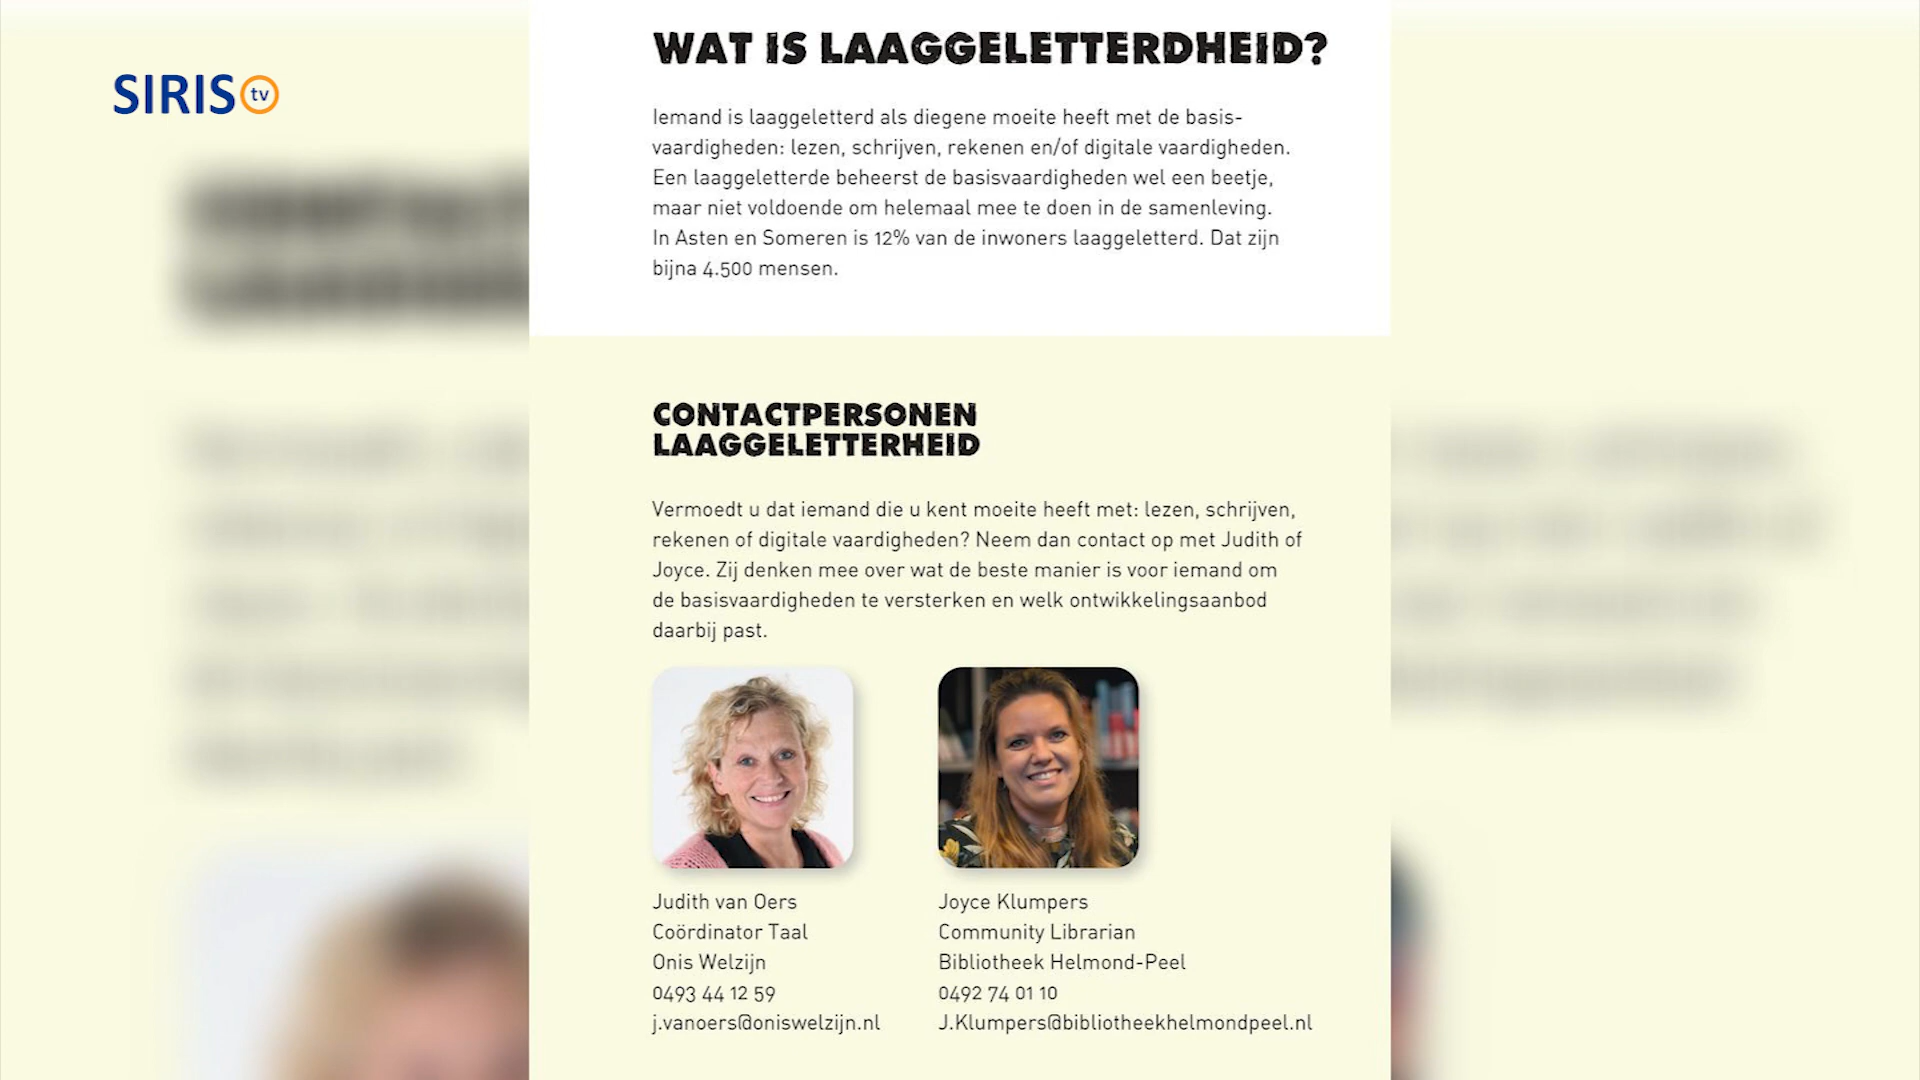 WAT IS LAAGGELETTERDHEID?
SIRIS tv
Iemand is laaggeletterd als diegene moeite heeft met de basis-
vaardigheden: lezen, schrijven, rekenen en/of digitale vaardigheden.
Een laaggeletterde beheerst de basisvaardigheden wel een beetje,
maar niet voldoende om helemaal mee te doen in de samenleving.
In Asten en Someren is 12% van de inwoners laaggeletterd. Dat zijn
bijna 4.500 mensen.
CONTACTPERSONEN
LAAGGELETTERHEID
Vermoedt u dat iemand die u kent moeite heeft met: lezen, schrijven,
rekenen of digitale vaardigheden? Neem dan contact op met Judith of
Joyce. Zij denken mee over wat de beste manier is voor iemand om
de basisvaardigheden te versterken en welk ontwikkelingsaanbod
daarbij past.
Judith van Oers
Coördinator Taal
Onis Welzijn
0493 44 12 59
j.vanoers@oniswelzijn.nl
Joyce Klumpers
Community Librarian
Bibliotheek Helmond-Peel
0492 74 01 10
J.Klumpers@bibliotheekhelmondpeel.nl